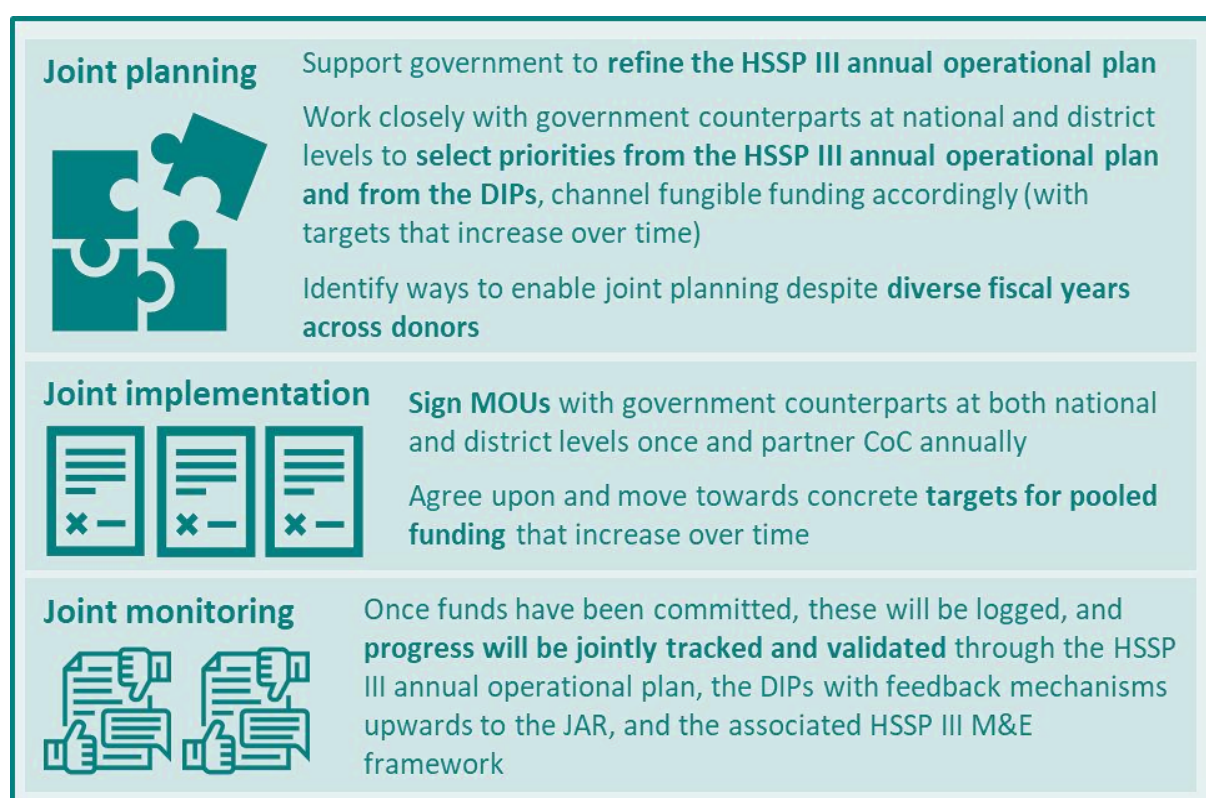 Joint planning
Support government to refine the HSSP III annual operational plan
Work closely with government counterparts at national and district
levels to select priorities from the HSSP III annual operational plan
and from the DIPs, channel fungible funding accordingly (with
targets that increase over time)
Identify ways to enable joint planning despite diverse fiscal years
across donors
Joint implementation
Sign MOUs with government counterparts at both national
and district levels once and partner CoC annually
Agree upon and move towards concrete targets for pooled
funding that increase over time
Joint monitoring
Once funds have been committed, these will be logged, and
progress will be jointly tracked and validated through the HSSP
III annual operational plan, the DIPs with feedback mechanisms
upwards to the JAR, and the associated HSSP III M&E
framework